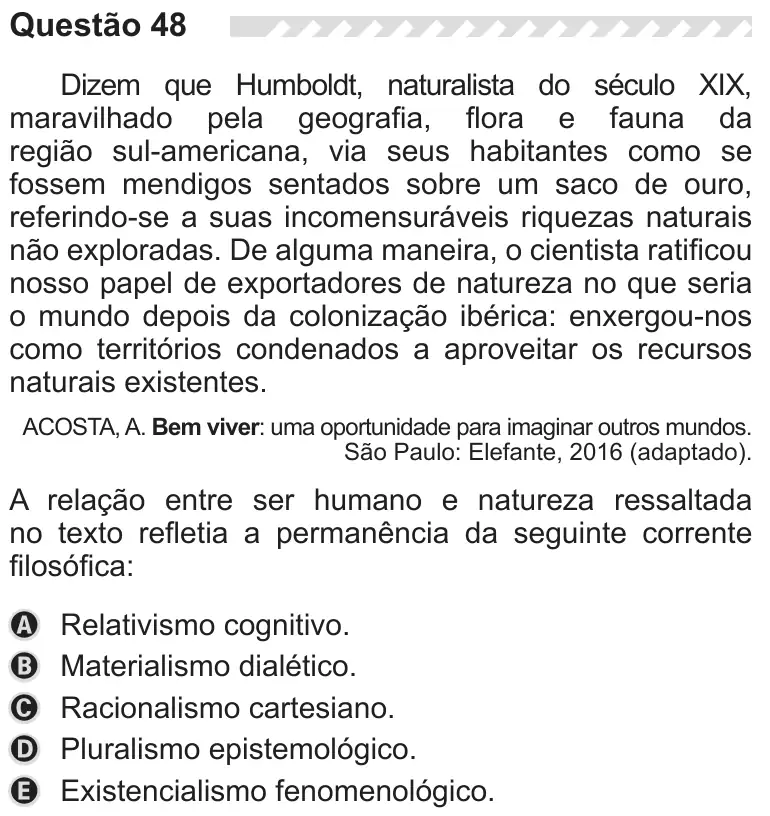 Questão 48
Dizem que Humboldt, naturalista do século XIX,
maravilhado pela geografia, flora e fauna da
região sul-americana, via seus habitantes como se
fossem mendigos sentados sobre um saco de ouro,
referindo-se a suas incomensuráveis riquezas naturais
não exploradas. De alguma maneira, o cientista ratificou
nosso papel de exportadores de natureza no que seria
o mundo depois da colonização ibérica: enxergou-nos
como territórios condenados a aproveitar os recursos
naturais existentes.
ACOSTA, A. Bem viver: uma oportunidade para imaginar outros mundos.
São Paulo: Elefante, 2016 (adaptado).
A relação entre ser humano e natureza ressaltada
no texto refletia a permanência da seguinte corrente
filosófica:
A Relativismo cognitivo.
B Materialismo dialético.
C Racionalismo cartesiano.
D Pluralismo epistemológico.
E Existencialismo fenomenológico.